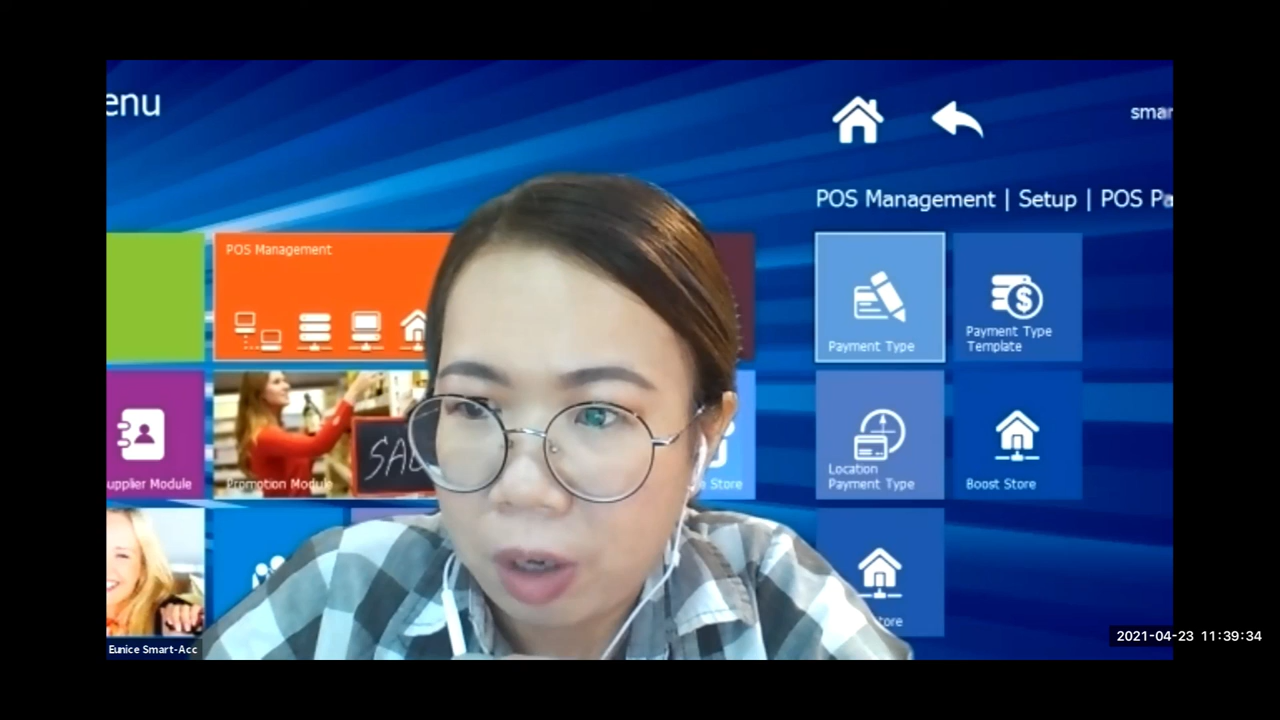 enu
smar
POS Management | Setup | POS Pa
POS Management
Payment Type
Payment Type
Template
upplier Module
Promotion Module
SAL
e Store
Location
Payment Type
Boost Store
tore
Eunice Smart-Acc
2021-04-23 11:39:34